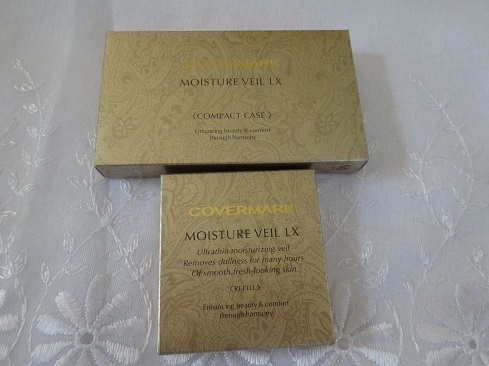 COVERMARK
MOISTURE VEIL LX
〈COMPACT CASE〉
Enhancing beauty & comfort
through harmony
COVERMARK
MOISTURE VEIL LX
Ultrathin moisturizing veil
Removes dullness for many hours
Of smooth,fresh-looking skin
〈REFILL〉
Enhancing beauty & comfort
through harmony